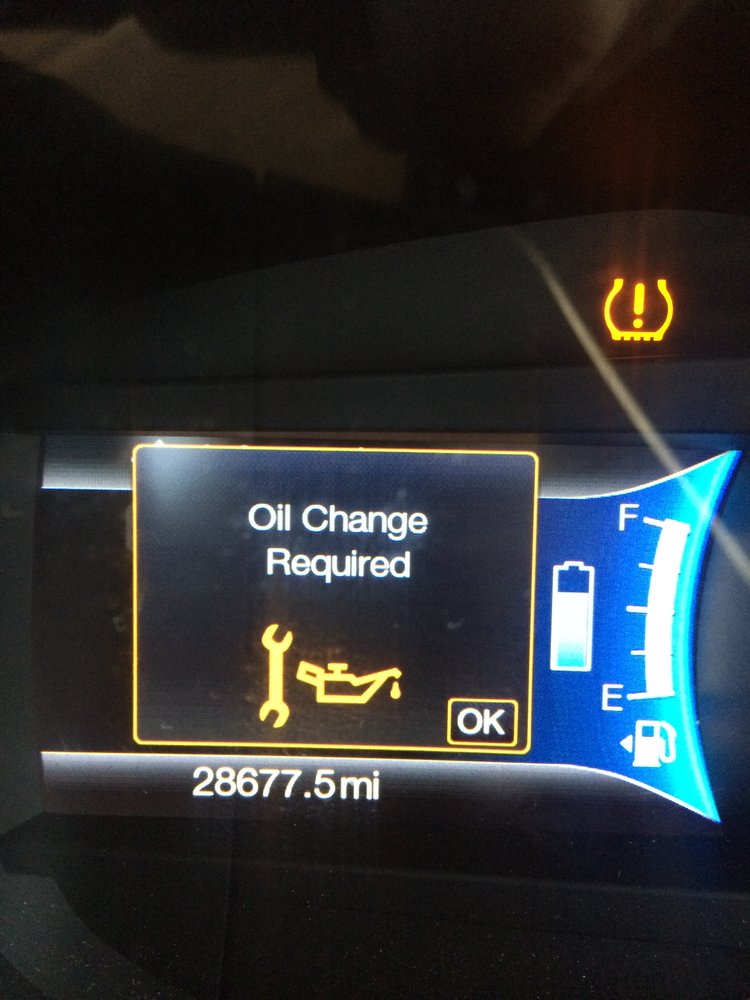 Oil Change
Required
F
E
OK
28677.5mi